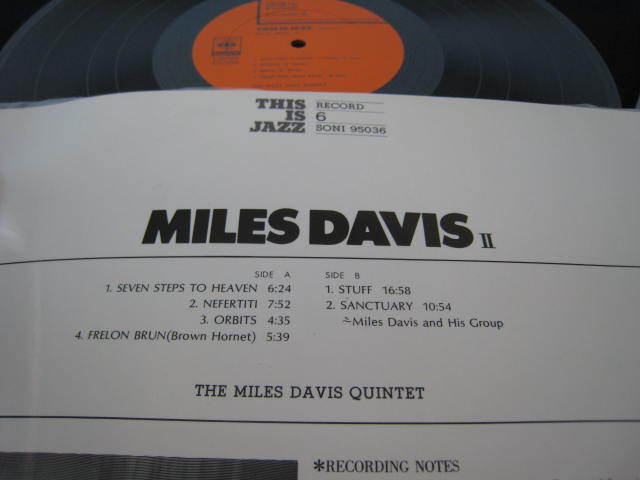 THIS
IS
JAZZ
RECORD
6
SONI 95036
MILES DAVIS II
SIDE A
1. SEVEN STEPS TO HEAVEN 6:24
2. NEFERTITI 7:52
3. ORBITS 4:35
4. FRELON BRUN(Brown Hornet) 5:39
SIDE B
1. STUFF 16:58
2. SANCTUARY 10:54
~Miles Davis and His Group
THE MILES DAVIS QUINTET
*RECORDING NOTES